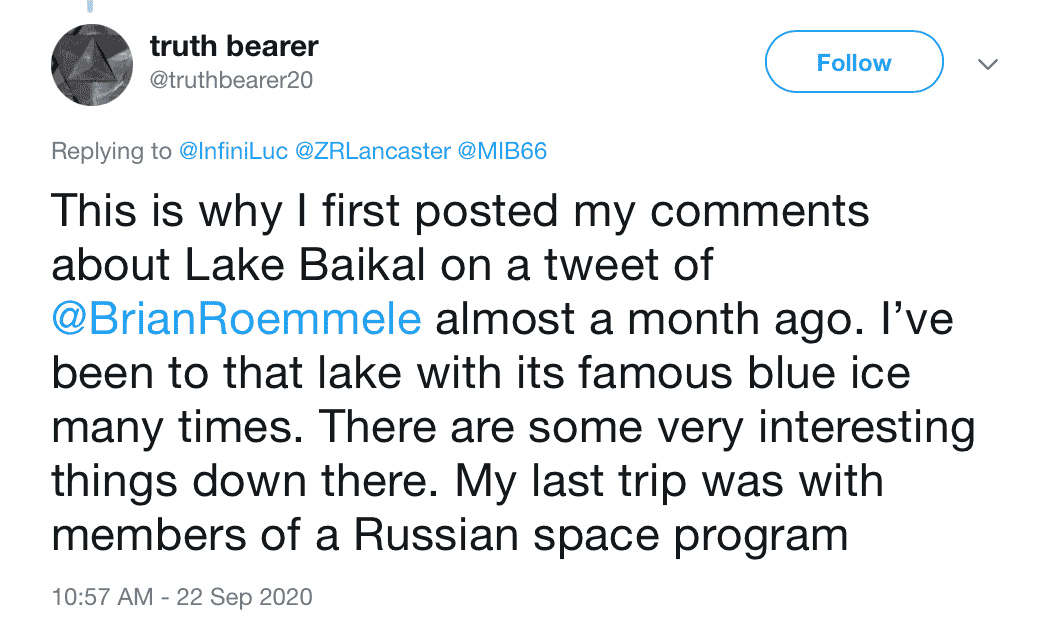 truth bearer
@truthbearer20
Follow
Replying to @InfiniLuc @ZRLancaster @MIB66
This is why I first posted my comments
about Lake Baikal on a tweet of
@BrianRoemmele almost a month ago. I’ve
been to that lake with its famous blue ice
many times. There are some very interesting
things down there. My last trip was with
members of a Russian space program
10:57 AM - 22 Sep 2020